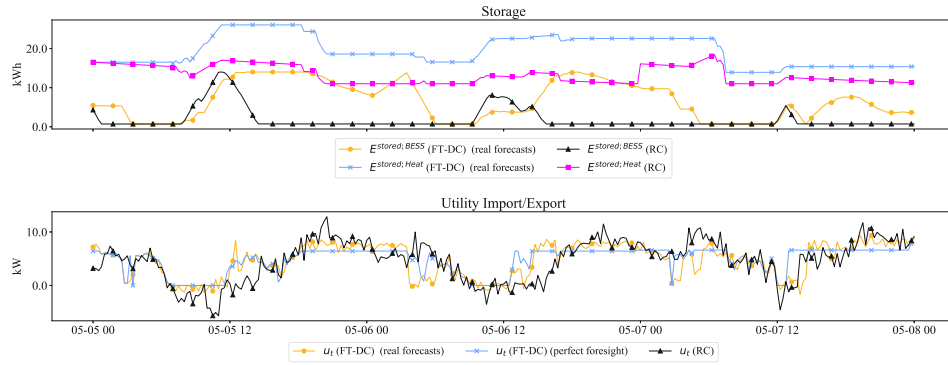 Storage
kWh
20.0
10.0
0.0
E^stored;BESS (FT-DC) (real forecasts)
E^stored;BESS (RC)
E^stored;Heat (FT-DC) (real forecasts)
E^stored;Heat (RC)
Utility Import/Export
kW
10.0
0.0
05-05 00
05-05 12
05-06 00
05-06 12
05-07 00
05-07 12
05-08 00
u_t (FT-DC) (real forecasts)
u_t (FT-DC) (perfect foresight)
u_t (RC)